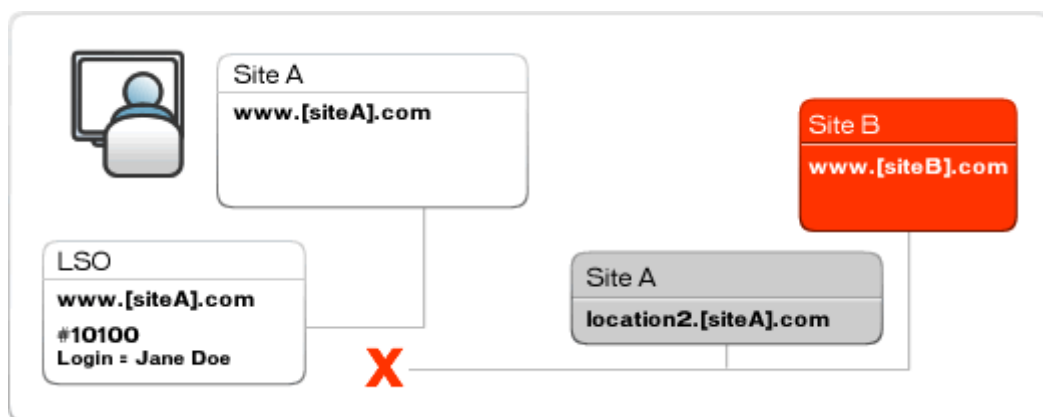 Site A
www.[siteA].com
Site B
www.[siteB].com
LSO
www.[siteA].com
#10100
Login = Jane Doe
Site A
location2.[siteA].com
X